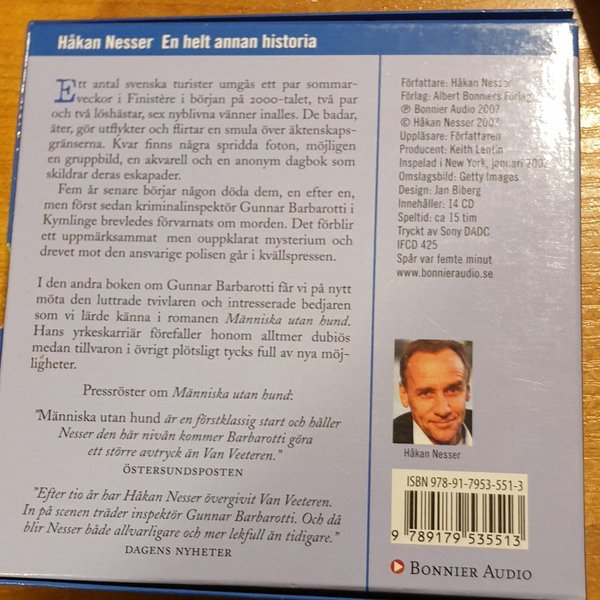 Håkan Nesser En helt annan historia
Ett antal svenska turister umgås ett par sommar-
veckor i Finistère i början på 2000-talet, två par
och två löshästar, sex nyblivna vänner inalles. De badar,
äter, gör utflykter och flirtar en smula över äktenskaps-
gränserna. Kvar finns några spridda foton, möjligen
en gruppbild, en akvarell och en anonym dagbok som
skildrar deras eskapader.
Fem år senare börjar någon döda dem, en efter en,
men först sedan kriminalinspektör Gunnar Barbarotti i
Kymlinge brevledes förvarnats om morden. Det förblir
ett uppmärksammat men ouppklarat mysterium och
drevet mot den ansvarige polisen går i kvällspressen.
I den andra boken om Gunnar Barbarotti får vi på nytt
möta den luttrade tvivlaren och intresserade bedjaren
som vi lärde känna i romanen Människa utan hund.
Hans yrkeskarriär förefaller honom alltmer dubiös
medan tillvaron i övrigt plötsligt tycks full av nya möj-
ligheter.
Pressröster om Människa utan hund:
"Människa utan hund är en förstklassig start och håller
Nesser den här nivån kommer Barbarotti göra
ett större avtryck än Van Veeteren."
ÖSTERSUNDSPOSTEN
"Efter tio år har Håkan Nesser övergivit Van Veeteren.
In på scenen träder inspektör Gunnar Barbarotti. Och då
blir Nesser både allvarligare och mer lekfull än tidigare."
DAGENS NYHETER
Författare: Håkan Nesser
Förlag: Albert Bonniers Förlag
℗ Bonnier Audio 2007
© Håkan Nesser 2007
Uppläsare: Författaren
Producent: Keith Lentin
Inspelad i New York, januari 2007
Omslagsbild: Getty Images
Design: Jan Biberg
Innehåller: 14 CD
Speltid: ca 15 tim
Tryckt av Sony DADC
IFCD 425
Spår var femte minut
www.bonnieraudio.se
Håkan Nesser
ISBN 978-91-7953-551-3
9 789179 535513
BONNIER AUDIO